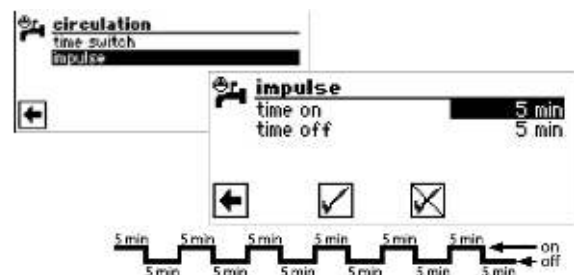 circulation
time switch
impulse
impulse
time on 5 min
time off 5 min
5 min 5 min 5 min 5 min 5 min 5 min on
5 min 5 min 5 min 5 min 5 min 5 min off